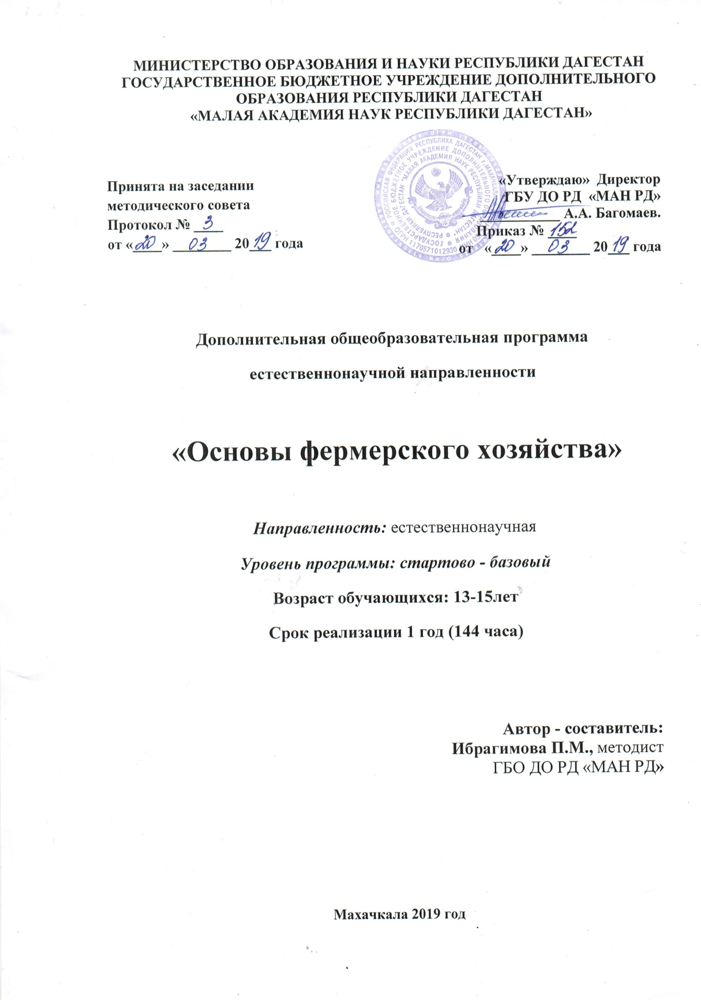 МИНИСТЕРСТВО ОБРАЗОВАНИЯ И НАУКИ РЕСПУБЛИКИ ДАГЕСТАН
ГОСУДАРСТВЕННОЕ БЮДЖЕТНОЕ УЧРЕЖДЕНИЕ ДОПОЛНИТЕЛЬНОГО
ОБРАЗОВАНИЯ РЕСПУБЛИКИ ДАГЕСТАН
«МАЛАЯ АКАДЕМИЯ НАУК РЕСПУБЛИКИ ДАГЕСТАН»
Принята на заседании
методического совета
Протокол № 3
от «20» 03 2019 года
РОССИЙСКАЯ ФЕДЕРАЦИЯ РЕСПУБЛИКА ДАГЕСТАН г.МАХАЧКАЛА
ГОСУДАРСТВЕННОЕ БЮДЖЕТНОЕ УЧРЕЖДЕНИЕ ДОПОЛНИТЕЛЬНОГО ОБРАЗОВАНИЯ
РЕСПУБЛИКИ ДАГЕСТАН "МАЛАЯ АКАДЕМИЯ НАУК РЕСПУБЛИКИ ДАГЕСТАН"
ОГРН 1170571012930
«Утверждаю» Директор
ГБУ ДО РД «МАН РД»
А.А. Багомаев.
Приказ № 152
от «20» 03 2019 года
Дополнительная общеобразовательная программа
естественнонаучной направленности
«Основы фермерского хозяйства»
Направленность: естественнонаучная
Уровень программы: стартово - базовый
Возраст обучающихся: 13-15лет
Срок реализации 1 год (144 часа)
Автор - составитель:
Ибрагимова П.М., методист
ГБО ДО РД «МАН РД»
Махачкала 2019 год